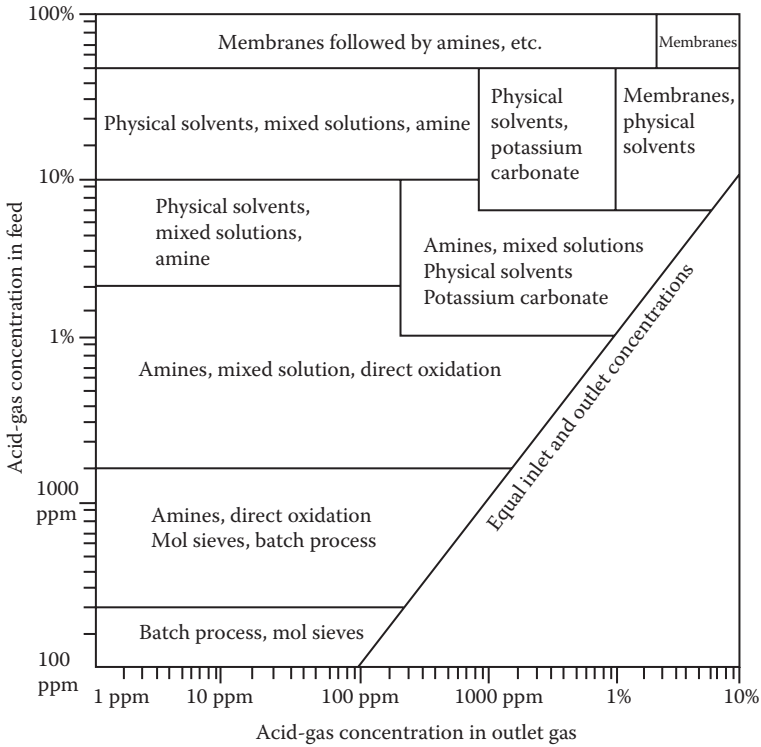 100%
Membranes followed by amines, etc.
Membranes
Physical solvents, mixed solutions, amine
Physical
solvents,
potassium
carbonate
Membranes,
physical
solvents
10%
Physical solvents,
mixed solutions,
amine
Amines, mixed solutions
Physical solvents
Potassium carbonate
1%
Amines, mixed solution, direct oxidation
Equal inlet and outlet concentrations
1000
ppm
Amines, direct oxidation
Mol sieves, batch process
Batch process, mol sieves
100
ppm
Acid-gas concentration in feed
1 ppm
10 ppm
100 ppm
1000 ppm
1%
10%
Acid-gas concentration in outlet gas